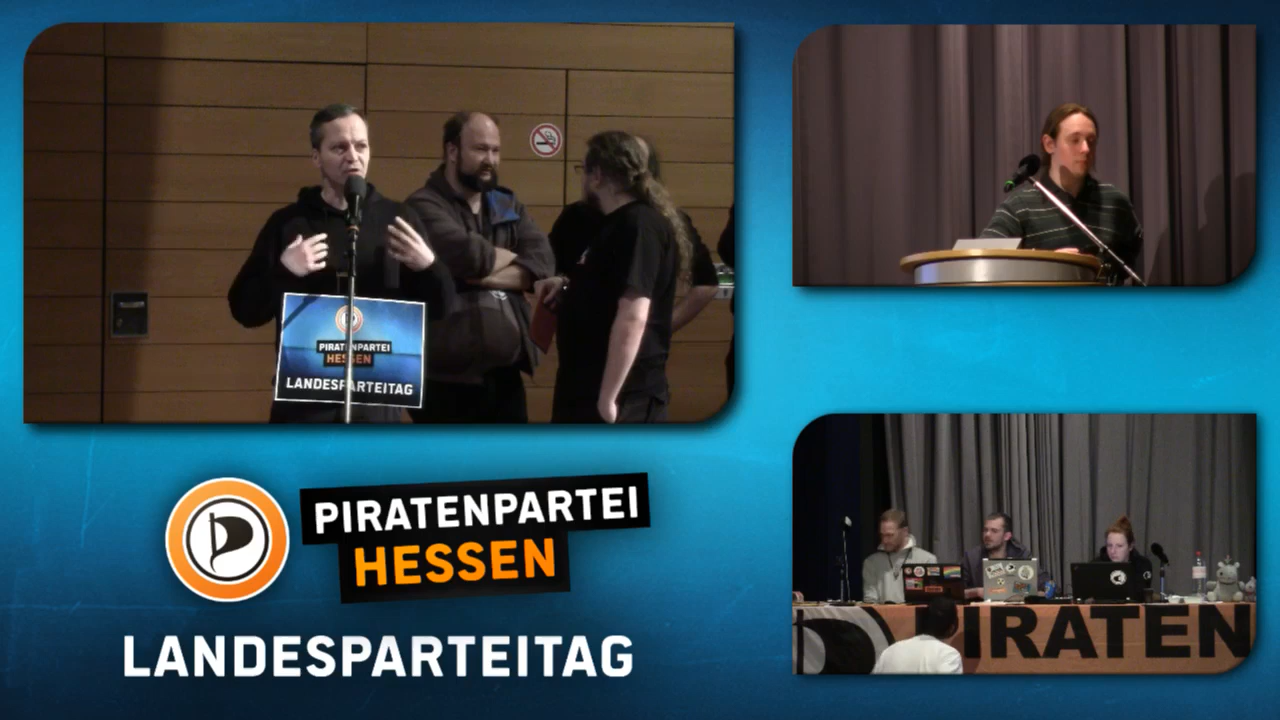 PIRATENPARTEI
HESSEN
LANDESPARTEITAG
PIRATENPARTEI
HESSEN
LANDESPARTEITAG
PIRATEN